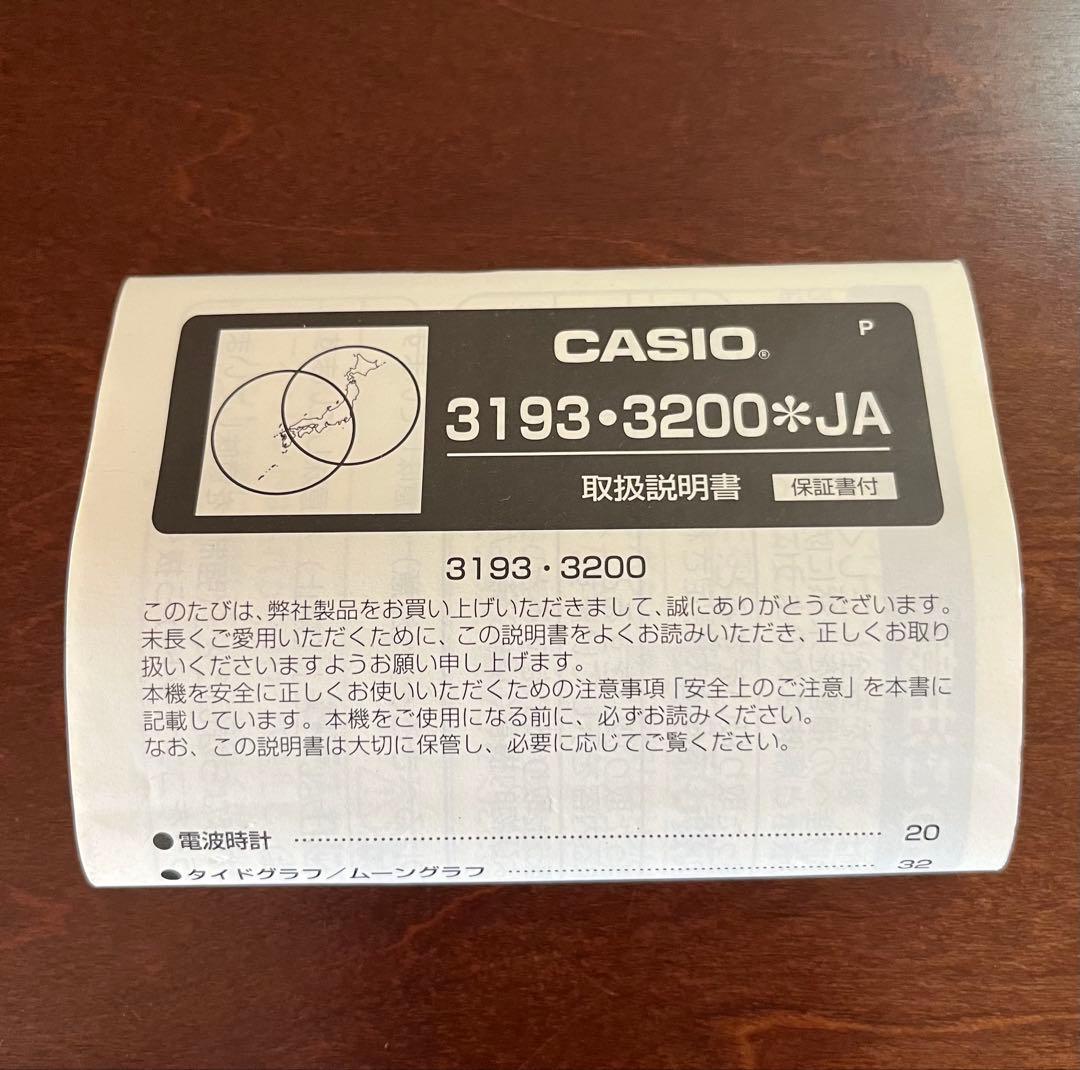 CASIO®
P
3193・3200＊JA
取扱説明書 保証書付
3193・3200
このたびは、弊社製品をお買い上げいただきまして、誠にありがとうございます。
末長くご愛用いただくために、この説明書をよくお読みいただき、正しくお取り
扱いくださいますようお願い申し上げます。
本機を安全に正しくお使いいただくための注意事項「安全上のご注意」を本書に
記載しています。本機をご使用になる前に、必ずお読みください。
なお、この説明書は大切に保管し、必要に応じてご覧ください。
●電波時計 ………………………………………………… 20
●タイドグラフ／ムーングラフ ………………………………… 32